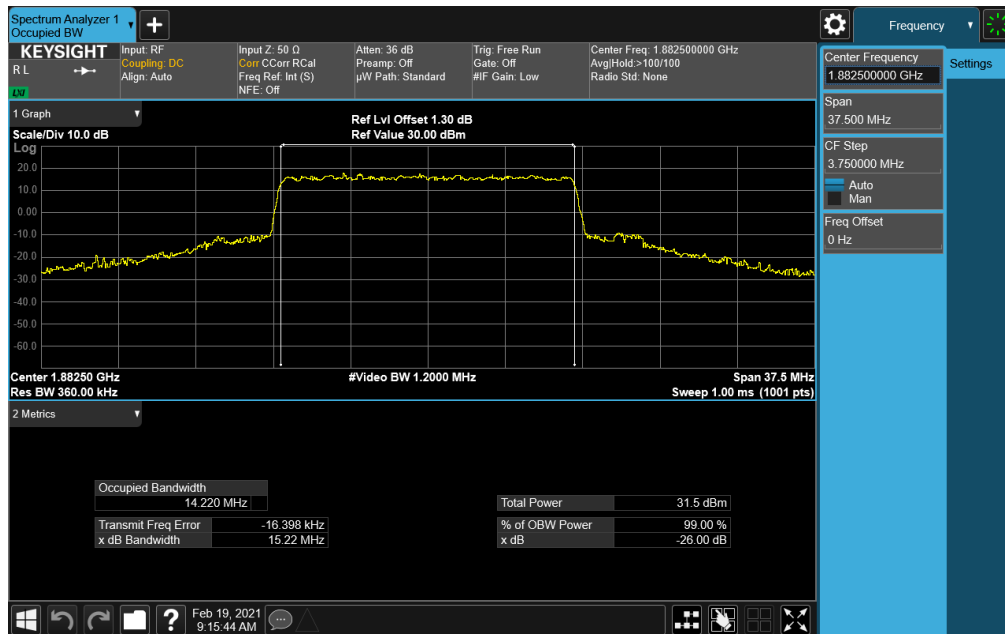 Spectrum Analyzer 1
Occupied BW
Frequency
KEYSIGHT
R L
LXI
Input: RF
Coupling: DC
Align: Auto
Input Z: 50 Ω
Corr CCorr RCal
Freq Ref: Int (S)
NFE: Off
Atten: 36 dB
Preamp: Off
µW Path: Standard
Trig: Free Run
Gate: Off
#IF Gain: Low
Center Freq: 1.882500000 GHz
Avg|Hold:>100/100
Radio Std: None
Center Frequency
1.882500000 GHz
Settings
Span
37.500 MHz
CF Step
3.750000 MHz
Auto
Man
Freq Offset
0 Hz
1 Graph
Scale/Div 10.0 dB
Ref Lvl Offset 1.30 dB
Ref Value 30.00 dBm
Log
20.0
10.0
0.00
-10.0
-20.0
-30.0
-40.0
-50.0
-60.0
Center 1.88250 GHz
#Video BW 1.2000 MHz
Span 37.5 MHz
Res BW 360.00 kHz
Sweep 1.00 ms (1001 pts)
2 Metrics
Occupied Bandwidth
14.220 MHz
Total Power 31.5 dBm
Transmit Freq Error -16.398 kHz
% of OBW Power 99.00 %
x dB Bandwidth 15.22 MHz
x dB -26.00 dB
?
Feb 19, 2021
9:15:44 AM